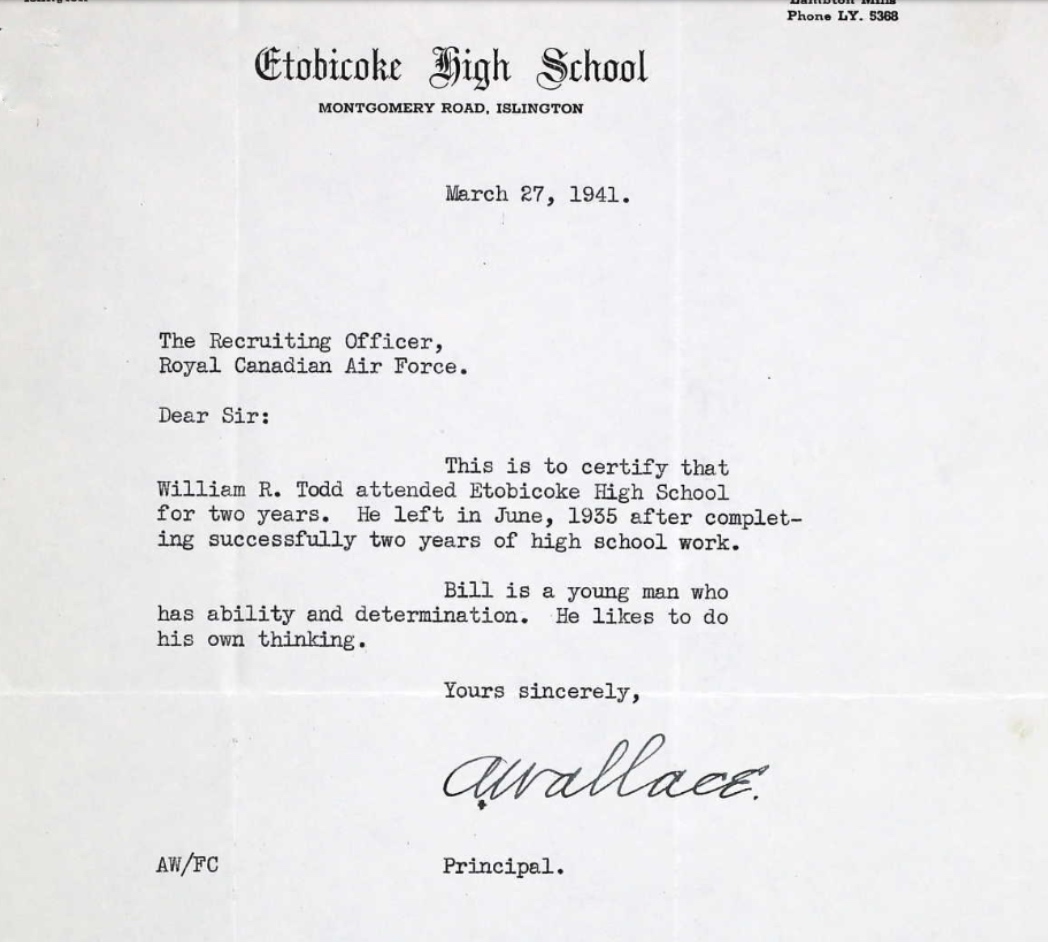 Lambton Mills
Phone LY. 5368
Etobicoke High School
MONTGOMERY ROAD, ISLINGTON
March 27, 1941.
The Recruiting Officer,
Royal Canadian Air Force.
Dear Sir:
This is to certify that
William R. Todd attended Etobicoke High School
for two years. He left in June, 1935 after complet-
ing successfully two years of high school work.
Bill is a young man who
has ability and determination. He likes to do
his own thinking.
Yours sincerely,
A Wallace.
AW/FC Principal.